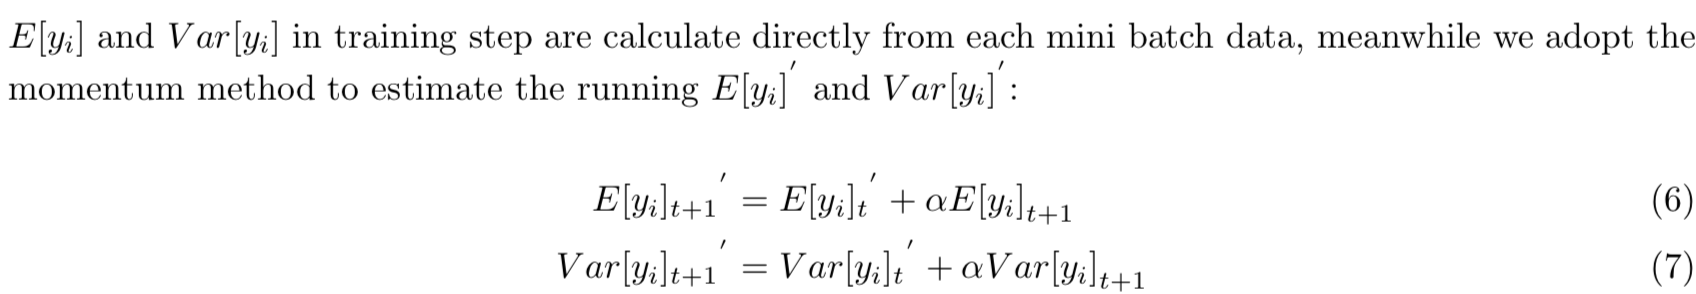 E[y_i] and Var[y_i] in training step are calculate directly from each mini batch data, meanwhile we adopt the
momentum method to estimate the running E[y_i]′ and Var[y_i]′:
E[y_i]_{t+1}′ = E[y_i]_t′ + αE[y_i]_{t+1} (6)
Var[y_i]_{t+1}′ = Var[y_i]_t′ + αVar[y_i]_{t+1} (7)